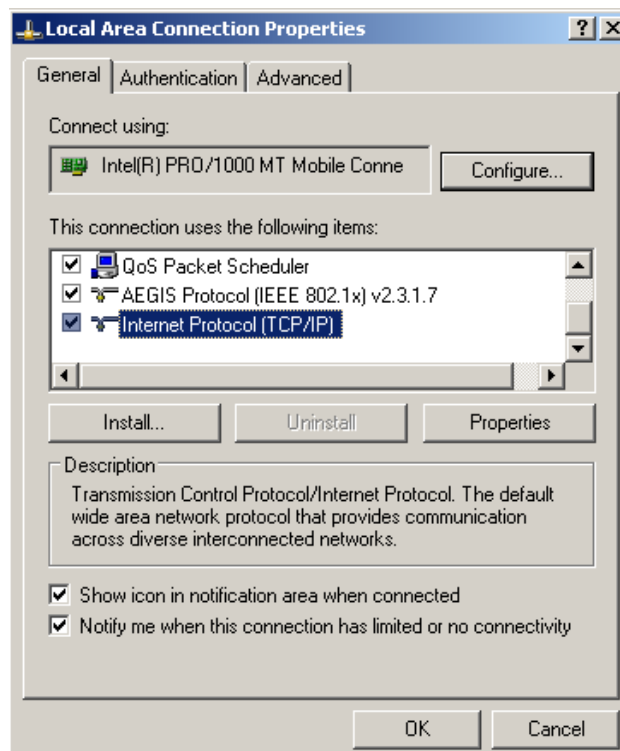 Local Area Connection Properties
General Authentication Advanced
Connect using:
Intel(R) PRO/1000 MT Mobile Conne
Configure...
This connection uses the following items:
QoS Packet Scheduler
AEGIS Protocol (IEEE 802.1x) v2.3.1.7
Internet Protocol (TCP/IP)
Install... Uninstall Properties
Description
Transmission Control Protocol/Internet Protocol. The default
wide area network protocol that provides communication
across diverse interconnected networks.
Show icon in notification area when connected
Notify me when this connection has limited or no connectivity
OK Cancel